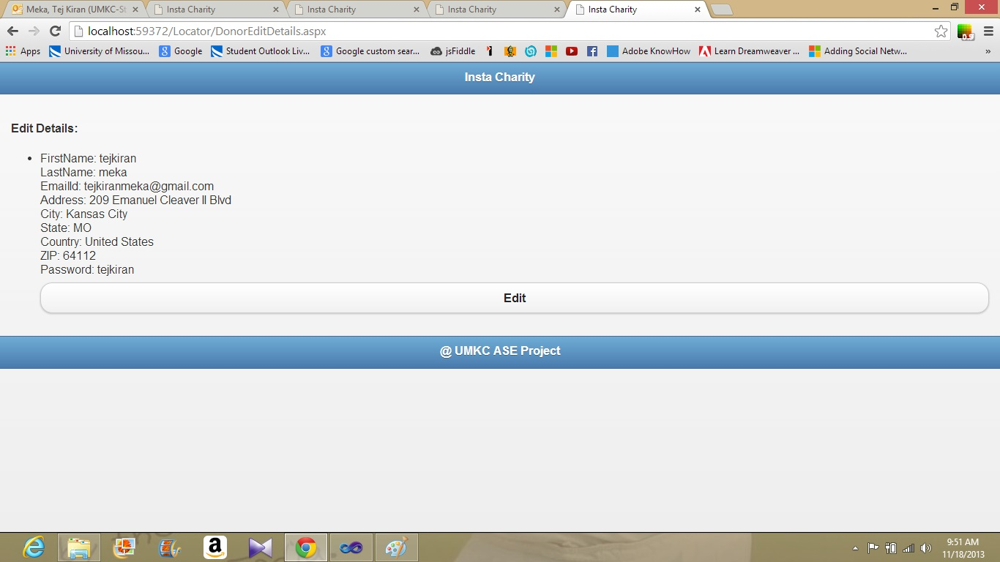 Meka, Tej Kiran (UMKC-St
Insta Charity
Insta Charity
Insta Charity
Insta Charity
localhost:59372/Locator/DonorEditDetails.aspx
Apps
University of Missou...
Google
Student Outlook Liv...
Google custom sear...
jsFiddle
Adobe KnowHow
Learn Dreamweaver ...
Adding Social Netw...
»
Insta Charity
Edit Details:
• FirstName: tejkiran
LastName: meka
EmailId: tejkiranmeka@gmail.com
Address: 209 Emanuel Cleaver II Blvd
City: Kansas City
State: MO
Country: United States
ZIP: 64112
Password: tejkiran
Edit
@ UMKC ASE Project
9:51 AM
11/18/2013